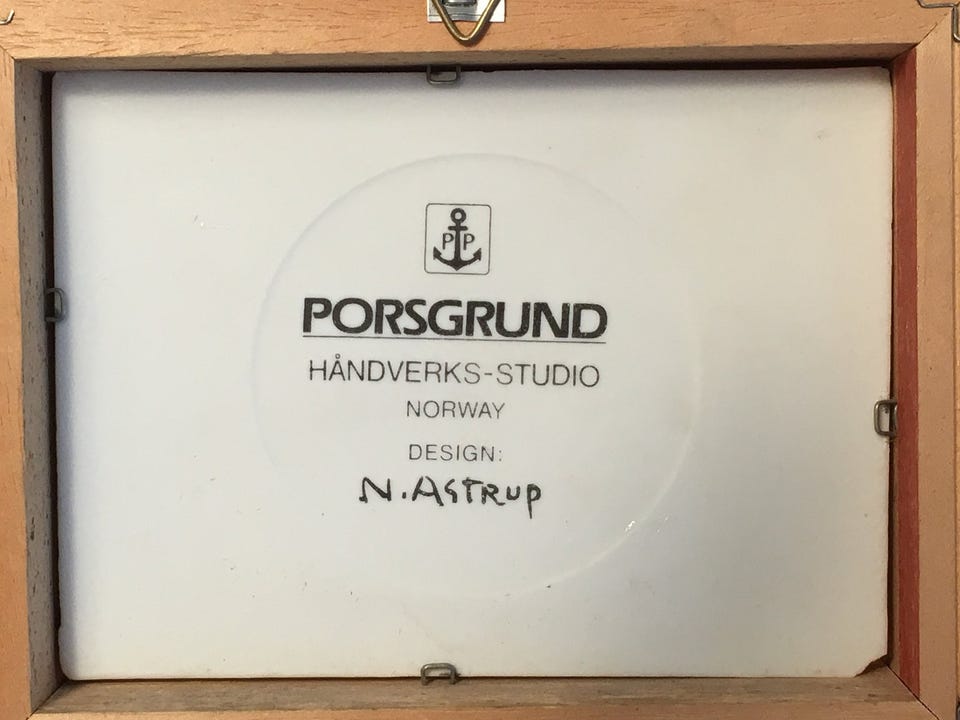 P P
PORSGRUND
HÅNDVERKS-STUDIO
NORWAY
DESIGN:
N. ASTRUP